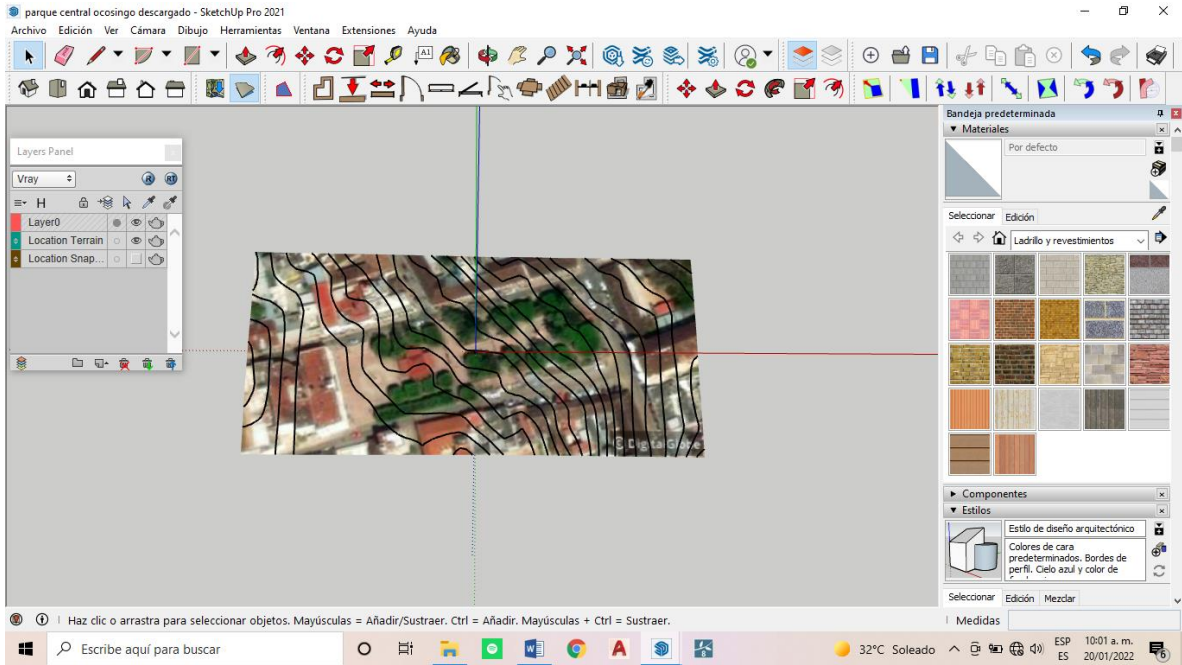 parque central ocosingo descargado - SketchUp Pro 2021
Archivo Edición Ver Cámara Dibujo Herramientas Ventana Extensiones Ayuda
Bandeja predeterminada
Materiales
Por defecto
Layers Panel
Vray
H
Layer0
Location Terrain
Location Snap...
Seleccionar Edición
Ladrillo y revestimientos
Componentes
Estilos
Estilo de diseño arquitectónico
Colores de cara
predeterminados. Bordes de
perfil. Cielo azul y color de
Seleccionar Edición Mezclar
Haz clic o arrastra para seleccionar objetos. Mayúsculas = Añadir/Sustraer. Ctrl = Añadir. Mayúsculas + Ctrl = Sustraer.
Medidas
Escribe aquí para buscar
32°C Soleado
ESP
ES
10:01 a. m.
20/01/2022
6